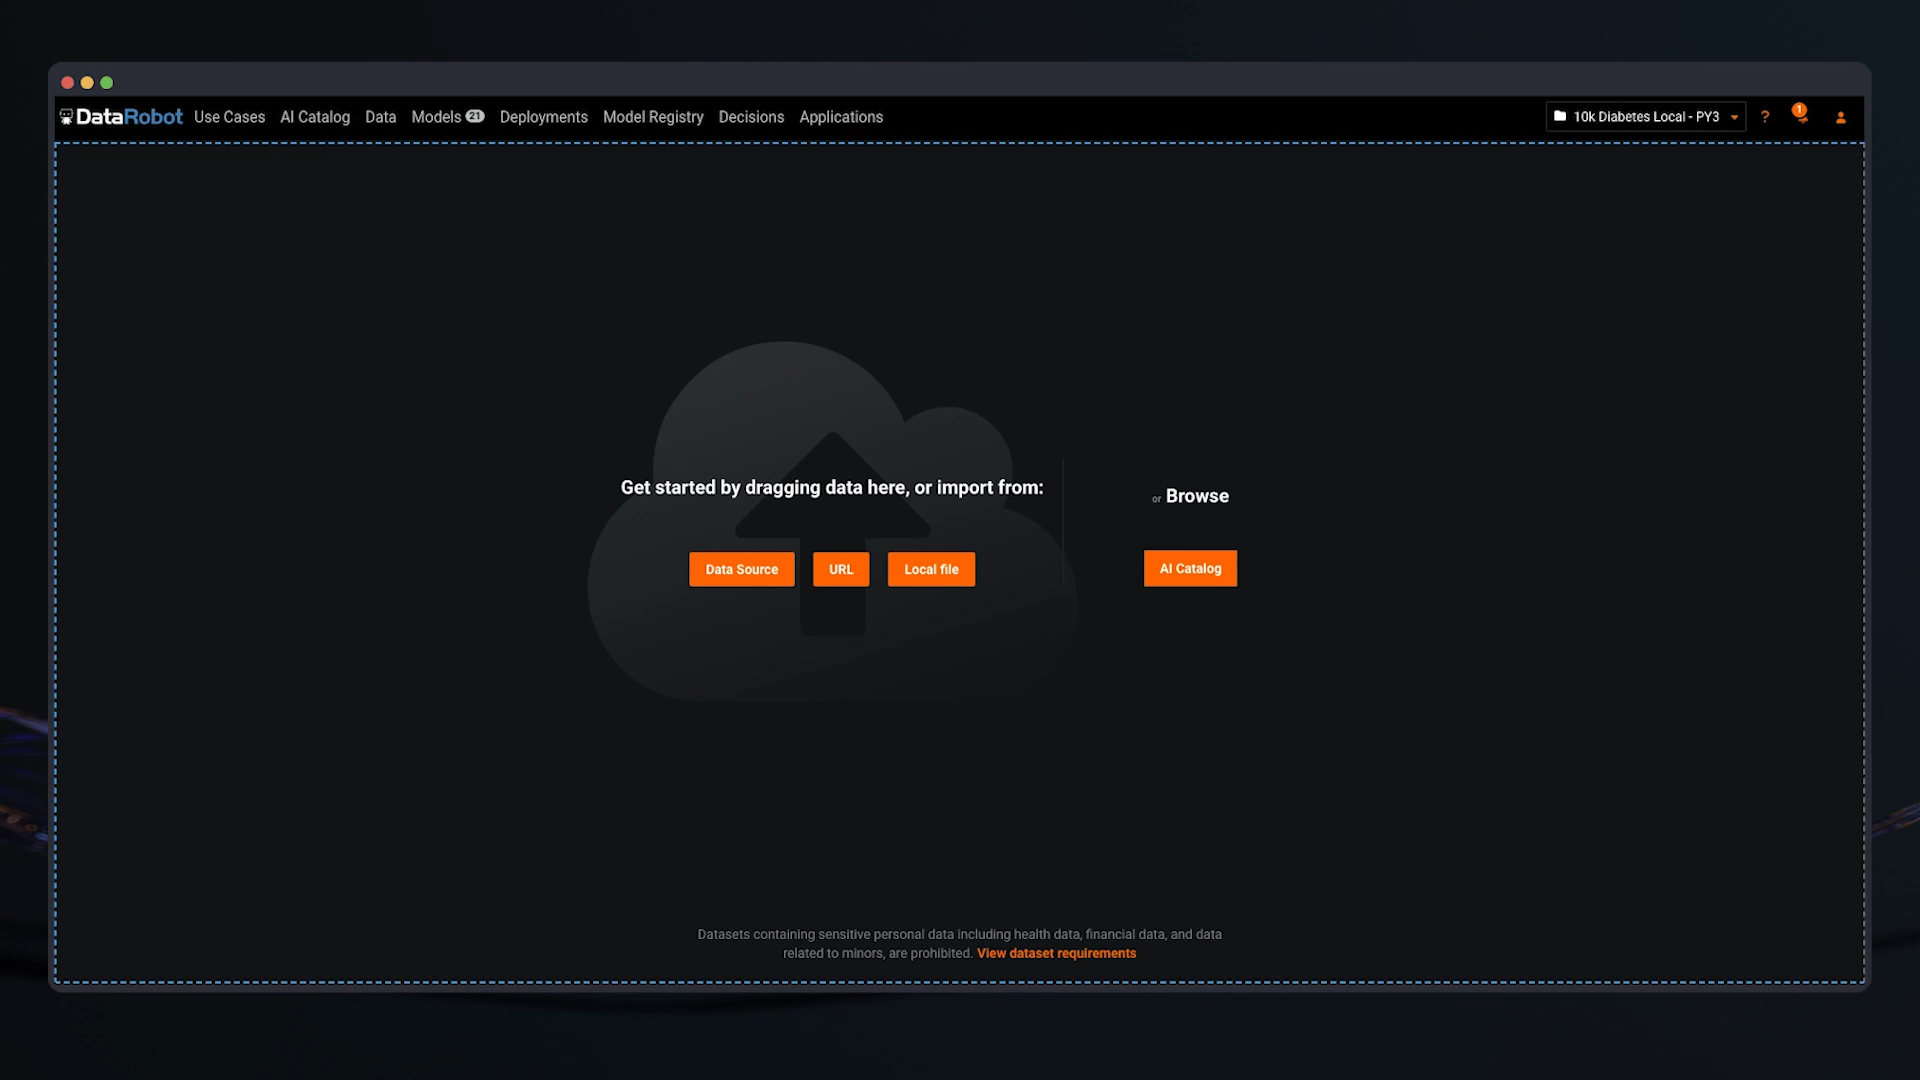 DataRobot Use Cases AI Catalog Data Models 21 Deployments Model Registry Decisions Applications 10k Diabetes Local - PY3 ? 1
Get started by dragging data here, or import from:
or Browse
Data Source URL Local file AI Catalog
Datasets containing sensitive personal data including health data, financial data, and data
related to minors, are prohibited. View dataset requirements